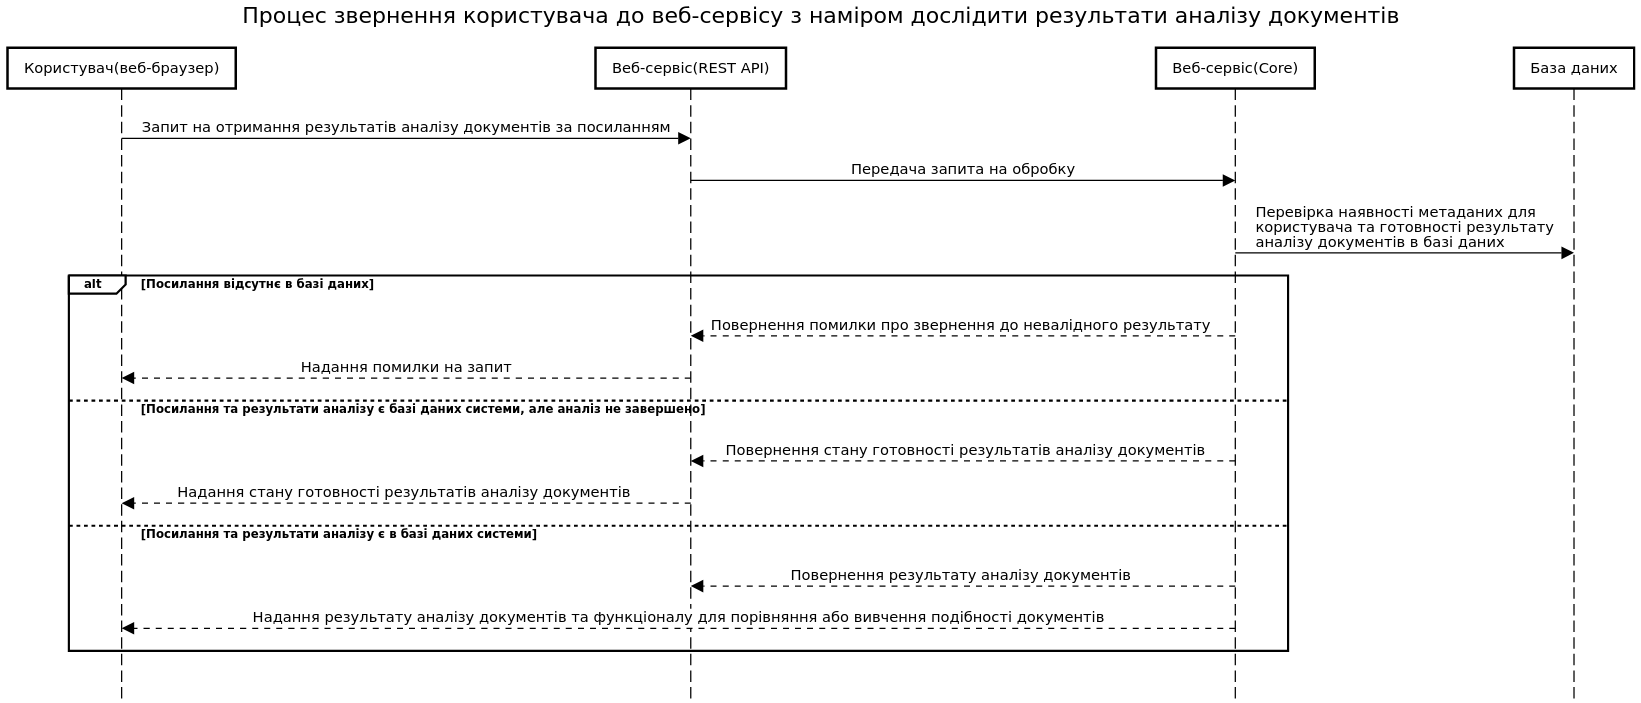 Процес звернення користувача до веб-сервісу з наміром дослідити результати аналізу документів
Користувач(веб-браузер)
Веб-сервіс(REST API)
Веб-сервіс(Core)
База даних
Запит на отримання результатів аналізу документів за посиланням
Передача запита на обробку
Перевірка наявності метаданих для
користувача та готовності результату
аналізу документів в базі даних
alt
[Посилання відсутнє в базі даних]
Повернення помилки про звернення до невалідного результату
Надання помилки на запит
[Посилання та результати аналізу є базі даних системи, але аналіз не завершено]
Повернення стану готовності результатів аналізу документів
Надання стану готовності результатів аналізу документів
[Посилання та результати аналізу є в базі даних системи]
Повернення результату аналізу документів
Надання результату аналізу документів та функціоналу для порівняння або вивчення подібності документів